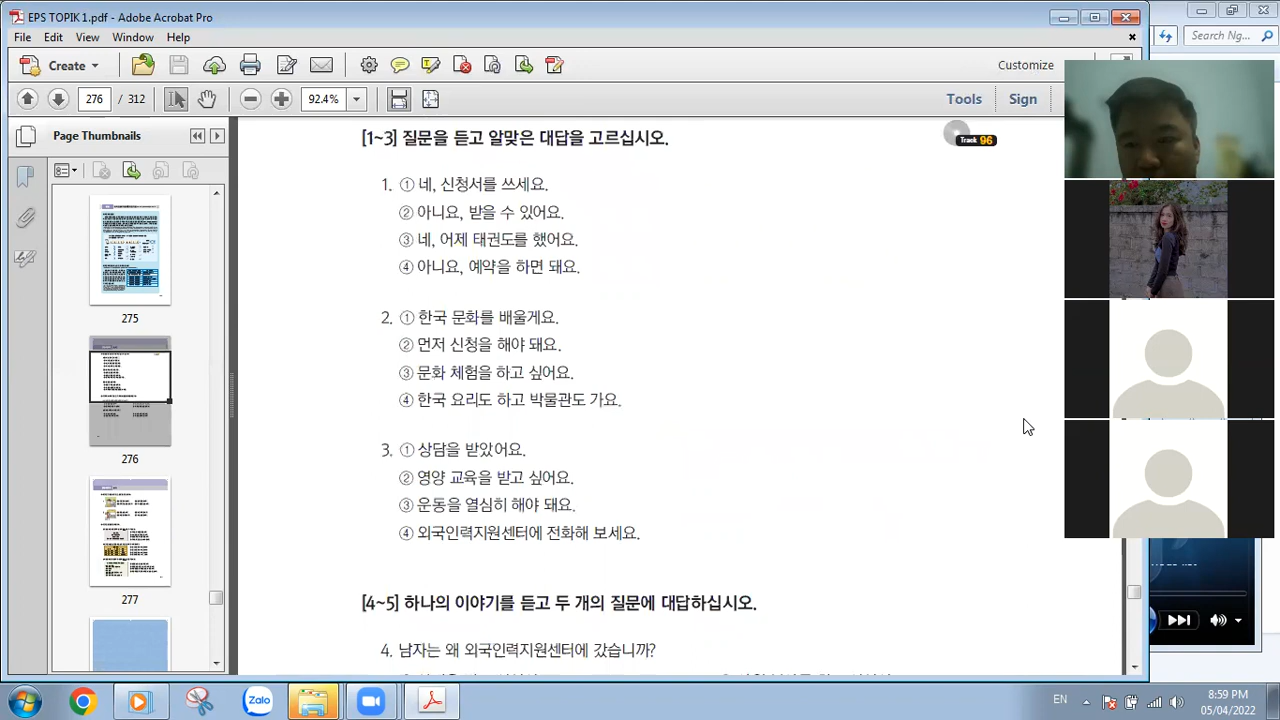 EPS TOPIK 1.pdf - Adobe Acrobat Pro
File Edit View Window Help
Create
Customize
276 / 312
92.4%
Tools
Sign
Page Thumbnails
275
276
277
[1~3] 질문을 듣고 알맞은 대답을 고르십시오.
Track 96
1. ① 네, 신청서를 쓰세요.
② 아니요, 받을 수 있어요.
③ 네, 어제 태권도를 했어요.
④ 아니요, 예약을 하면 돼요.
2. ① 한국 문화를 배울게요.
② 먼저 신청을 해야 돼요.
③ 문화 체험을 하고 싶어요.
④ 한국 요리도 하고 박물관도 가요.
3. ① 상담을 받았어요.
② 영양 교육을 받고 싶어요.
③ 운동을 열심히 해야 돼요.
④ 외국인력지원센터에 전화해 보세요.
[4~5] 하나의 이야기를 듣고 두 개의 질문에 대답하십시오.
4. 남자는 왜 외국인력지원센터에 갔습니까?
Search Ng...
Zalo
EN
8:59 PM
05/04/2022